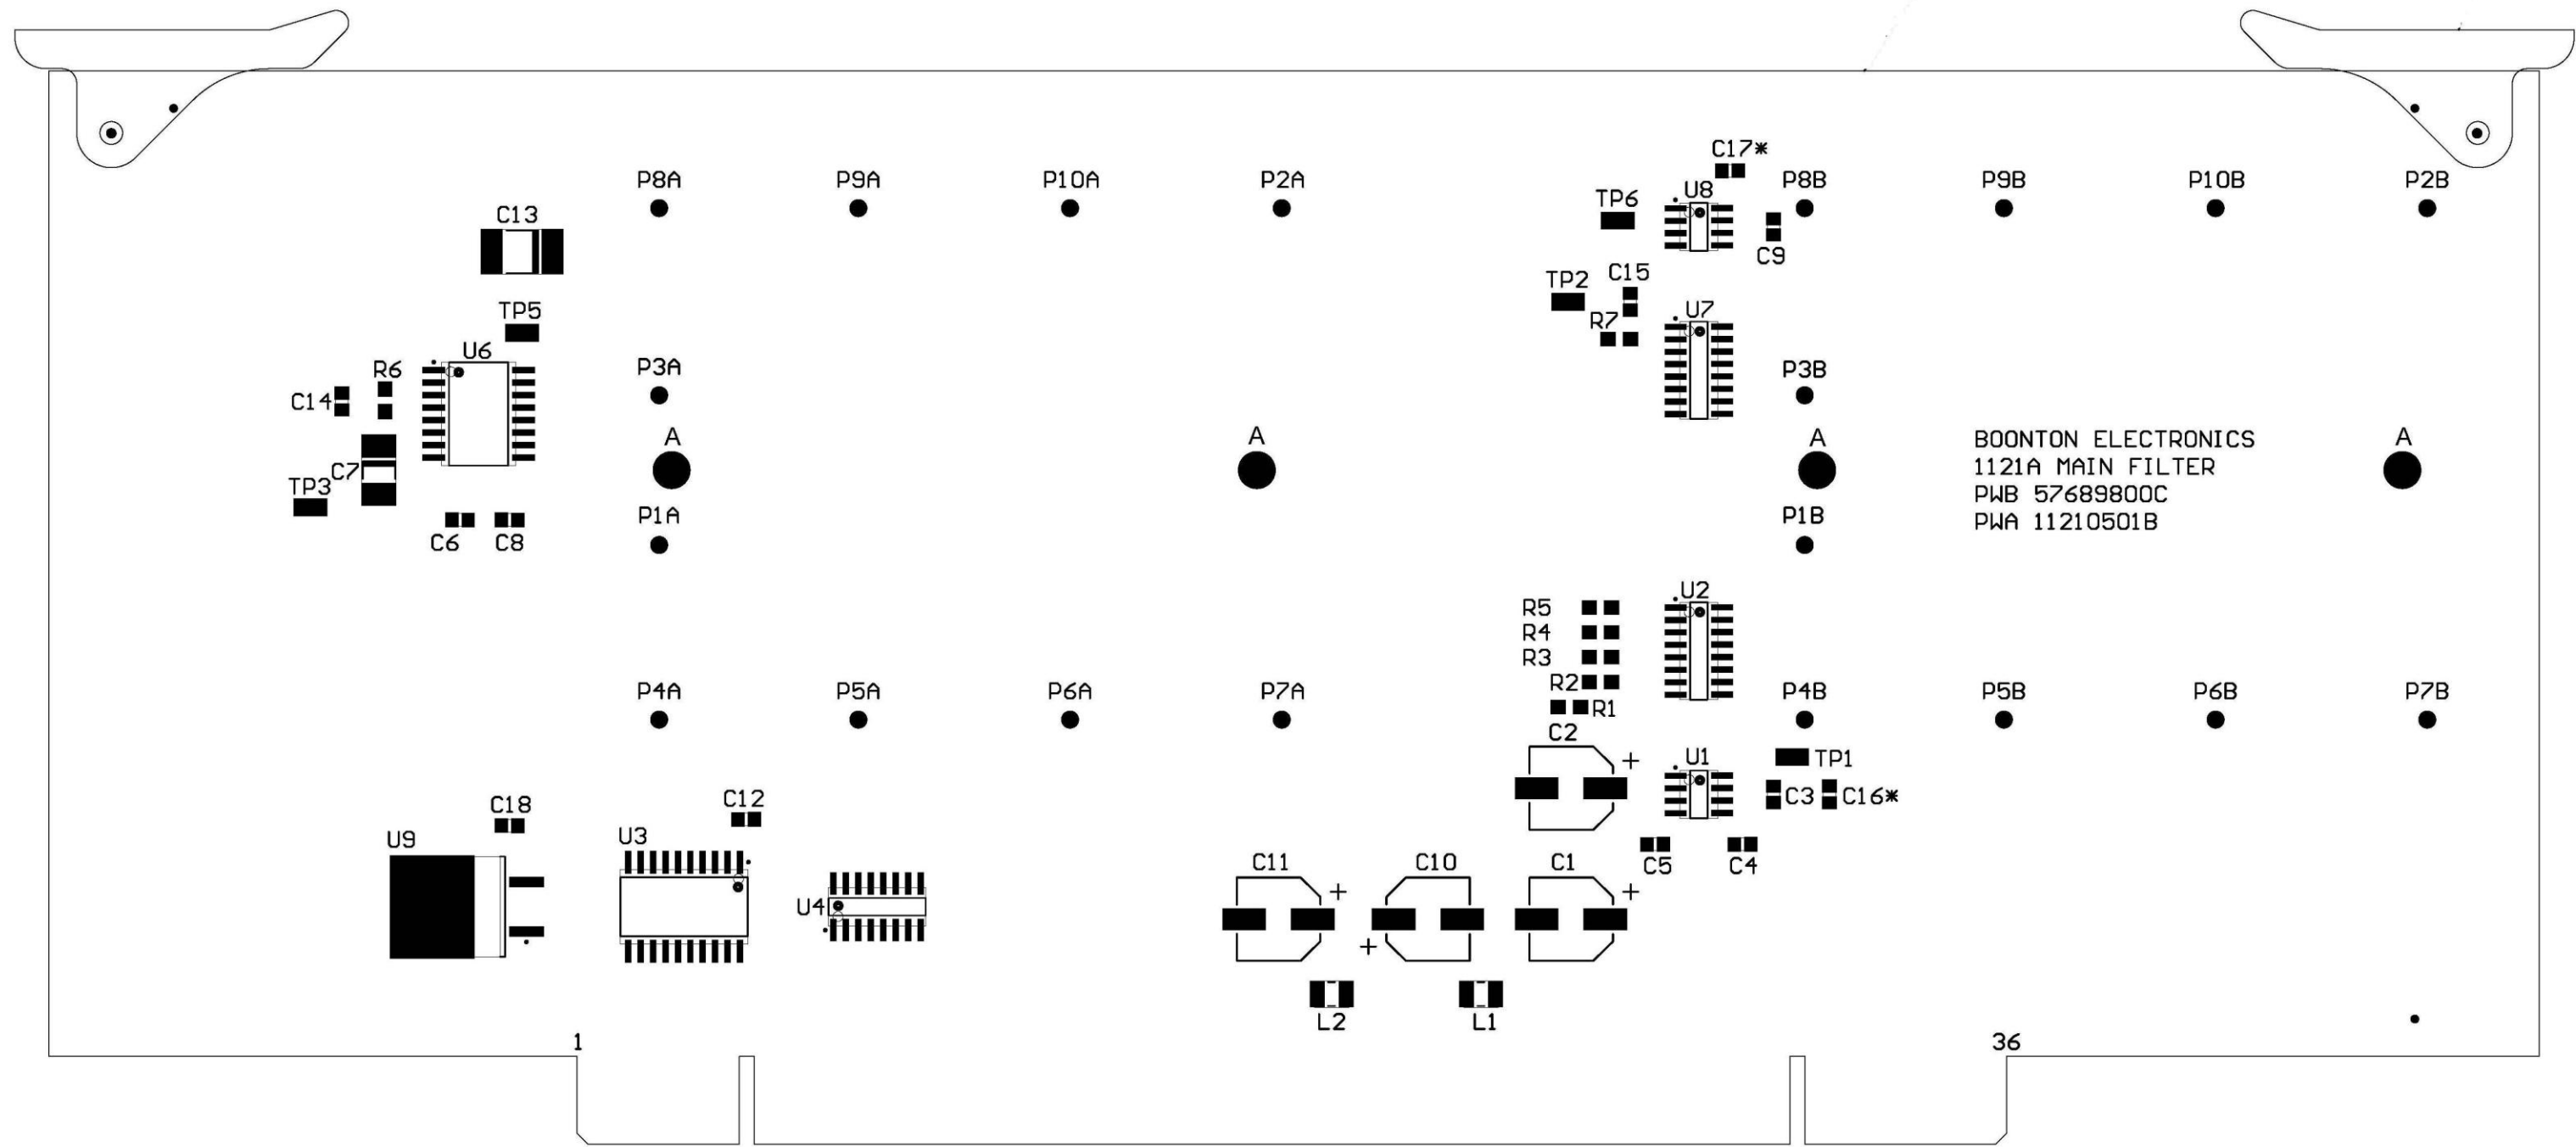 C17*
P8A
P9A
P10A
P2A
U8
P8B
P9B
P10B
P2B
TP6
C13
C9
C15
TP2
TP5
U7
R7
U6
R6
P3A
P3B
C14
A
A
A
A
BOONTON ELECTRONICS
1121A MAIN FILTER
PWB 57689800C
PWA 11210501B
C7
TP3
P1A
P1B
C6
C8
U2
R5
R4
R3
R2
R1
P4A
P5A
P6A
P7A
P4B
P5B
P6B
P7B
C2
+
U1
TP1
C3
C16*
C18
C12
U9
U3
C11
C10
C1
C5
C4
+
+
U4
+
L2
L1
1
36